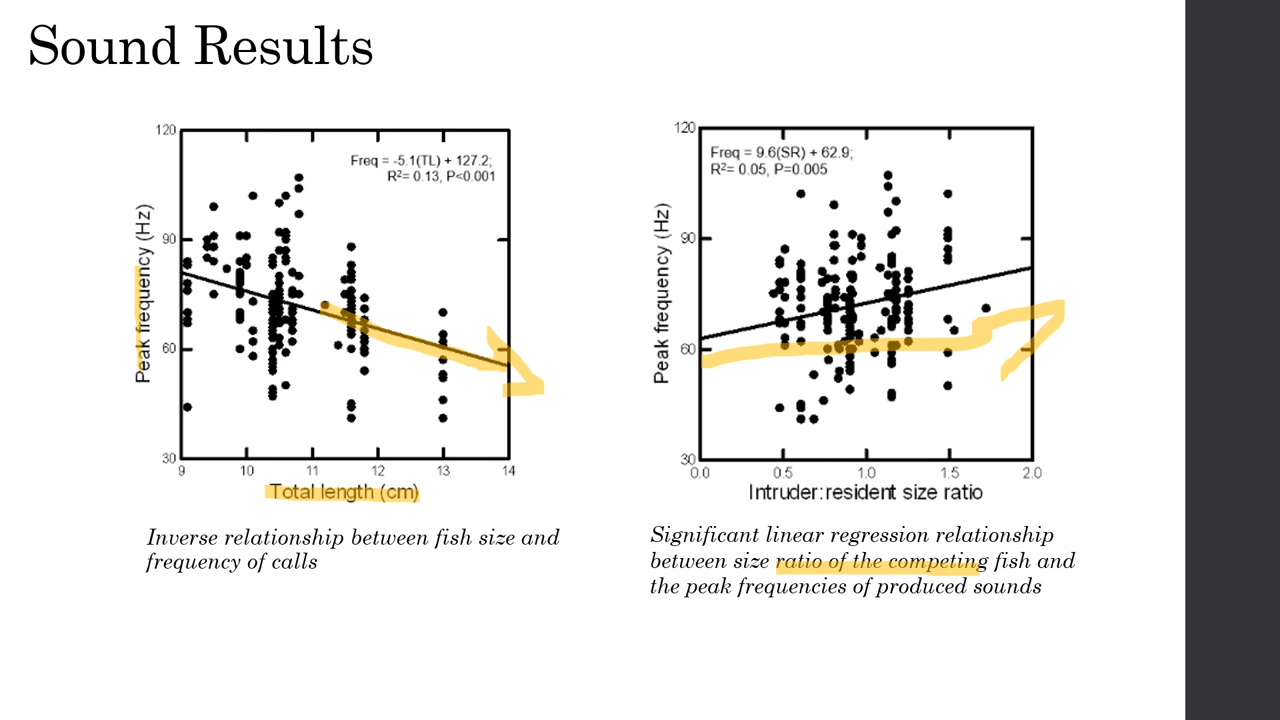 Sound Results
120
90
60
30
Peak frequency (Hz)
Freq = -5.1(TL) + 127.2;
R²= 0.13, P<0.001
9 10 11 12 13 14
Total length (cm)
Inverse relationship between fish size and
frequency of calls
120
90
60
30
Peak frequency (Hz)
Freq = 9.6(SR) + 62.9;
R²= 0.05, P=0.005
0.0 0.5 1.0 1.5 2.0
Intruder:resident size ratio
Significant linear regression relationship
between size ratio of the competing fish and
the peak frequencies of produced sounds